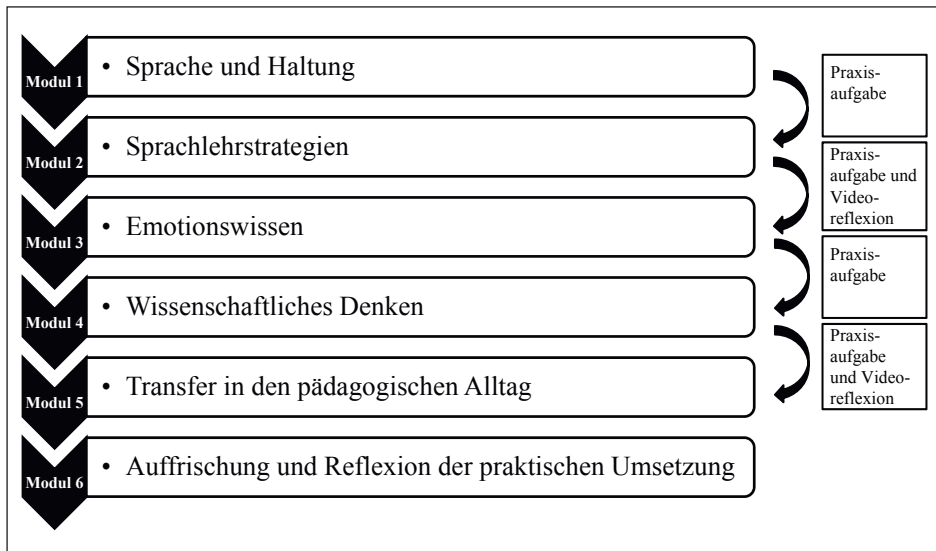 Modul 1
• Sprache und Haltung
Praxis-
aufgabe
Modul 2
• Sprachlehrstrategien
Praxis-
aufgabe und
Video-
reflexion
Modul 3
• Emotionswissen
Praxis-
aufgabe
Modul 4
• Wissenschaftliches Denken
Praxis-
aufgabe
und Video-
reflexion
Modul 5
• Transfer in den pädagogischen Alltag
Modul 6
• Auffrischung und Reflexion der praktischen Umsetzung